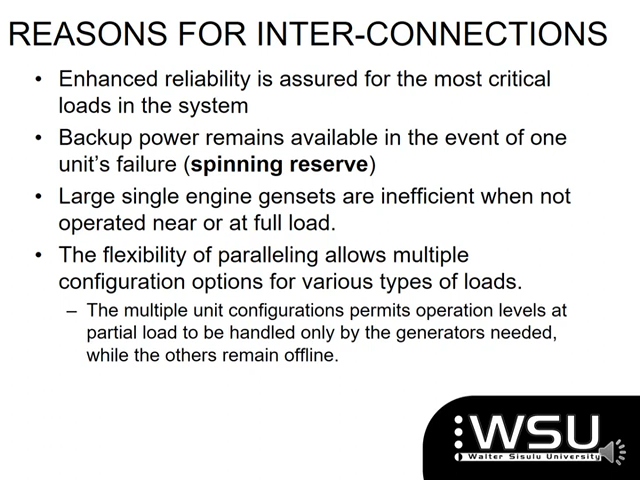 REASONS FOR INTER-CONNECTIONS
• Enhanced reliability is assured for the most critical
loads in the system
• Backup power remains available in the event of one
unit's failure (spinning reserve)
• Large single engine gensets are inefficient when not
operated near or at full load.
• The flexibility of paralleling allows multiple
configuration options for various types of loads.
– The multiple unit configurations permits operation levels at
partial load to be handled only by the generators needed,
while the others remain offline.
WSU
Walter Sisulu University